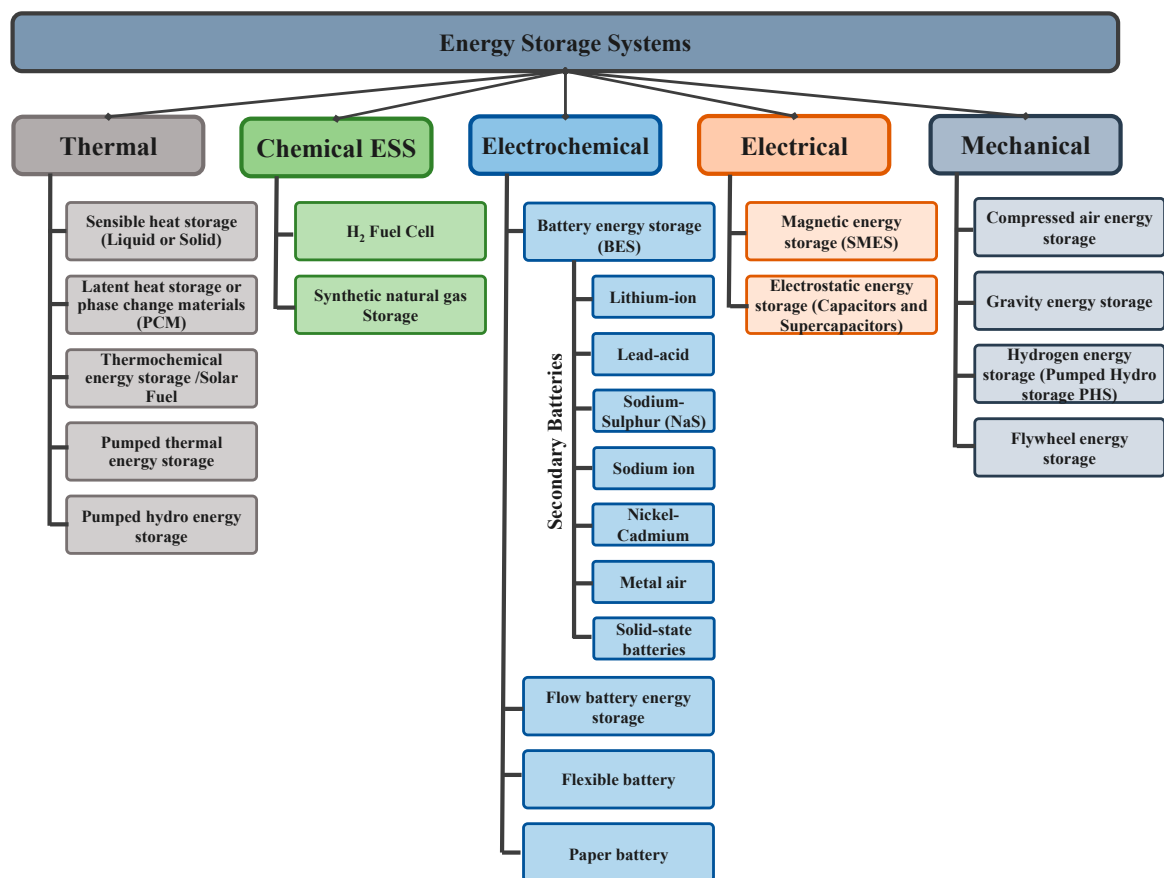 Energy Storage Systems
Thermal
Sensible heat storage
(Liquid or Solid)
Latent heat storage or
phase change materials
(PCM)
Thermochemical
energy storage /Solar
Fuel
Pumped thermal
energy storage
Pumped hydro energy
storage
Chemical ESS
H₂ Fuel Cell
Synthetic natural gas
Storage
Electrochemical
Battery energy storage
(BES)
Secondary Batteries
Lithium-ion
Lead-acid
Sodium-
Sulphur (NaS)
Sodium ion
Nickel-
Cadmium
Metal air
Solid-state
batteries
Flow battery energy
storage
Flexible battery
Paper battery
Electrical
Magnetic energy
storage (SMES)
Electrostatic energy
storage (Capacitors and
Supercapacitors)
Mechanical
Compressed air energy
storage
Gravity energy storage
Hydrogen energy
storage (Pumped Hydro
storage PHS)
Flywheel energy
storage